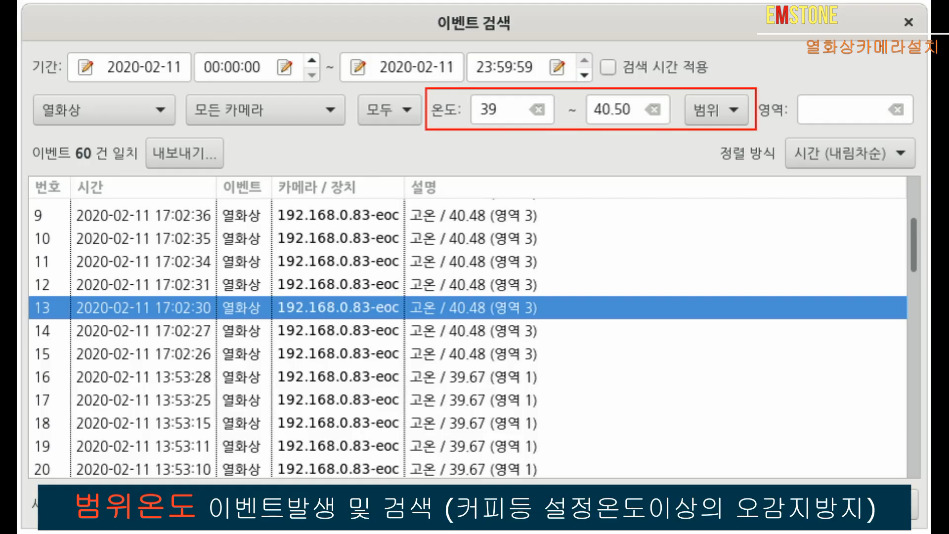 이벤트 검색
EMSTONE
열화상카메라설치
기간: 2020-02-11 00:00:00 ~ 2020-02-11 23:59:59 검색 시간 적용
열화상 모든 카메라 모두 온도: 39 ~ 40.50 범위 영역:
이벤트 60 건 일치 내보내기... 정렬 방식 시간 (내림차순)
번호 시간 이벤트 카메라 / 장치 설명
9 2020-02-11 17:02:36 열화상 192.168.0.83-eoc 고온 / 40.48 (영역 3)
10 2020-02-11 17:02:35 열화상 192.168.0.83-eoc 고온 / 40.48 (영역 3)
11 2020-02-11 17:02:34 열화상 192.168.0.83-eoc 고온 / 40.48 (영역 3)
12 2020-02-11 17:02:31 열화상 192.168.0.83-eoc 고온 / 40.48 (영역 3)
13 2020-02-11 17:02:30 열화상 192.168.0.83-eoc 고온 / 40.48 (영역 3)
14 2020-02-11 17:02:27 열화상 192.168.0.83-eoc 고온 / 40.48 (영역 3)
15 2020-02-11 17:02:26 열화상 192.168.0.83-eoc 고온 / 40.48 (영역 3)
16 2020-02-11 13:53:28 열화상 192.168.0.83-eoc 고온 / 39.67 (영역 1)
17 2020-02-11 13:53:25 열화상 192.168.0.83-eoc 고온 / 39.67 (영역 1)
18 2020-02-11 13:53:15 열화상 192.168.0.83-eoc 고온 / 39.67 (영역 1)
19 2020-02-11 13:53:11 열화상 192.168.0.83-eoc 고온 / 39.67 (영역 1)
20 2020-02-11 13:53:10 열화상 192.168.0.83-eoc 고온 / 39.67 (영역 1)
범위온도 이벤트발생 및 검색 (커피등 설정온도이상의 오감지방지)